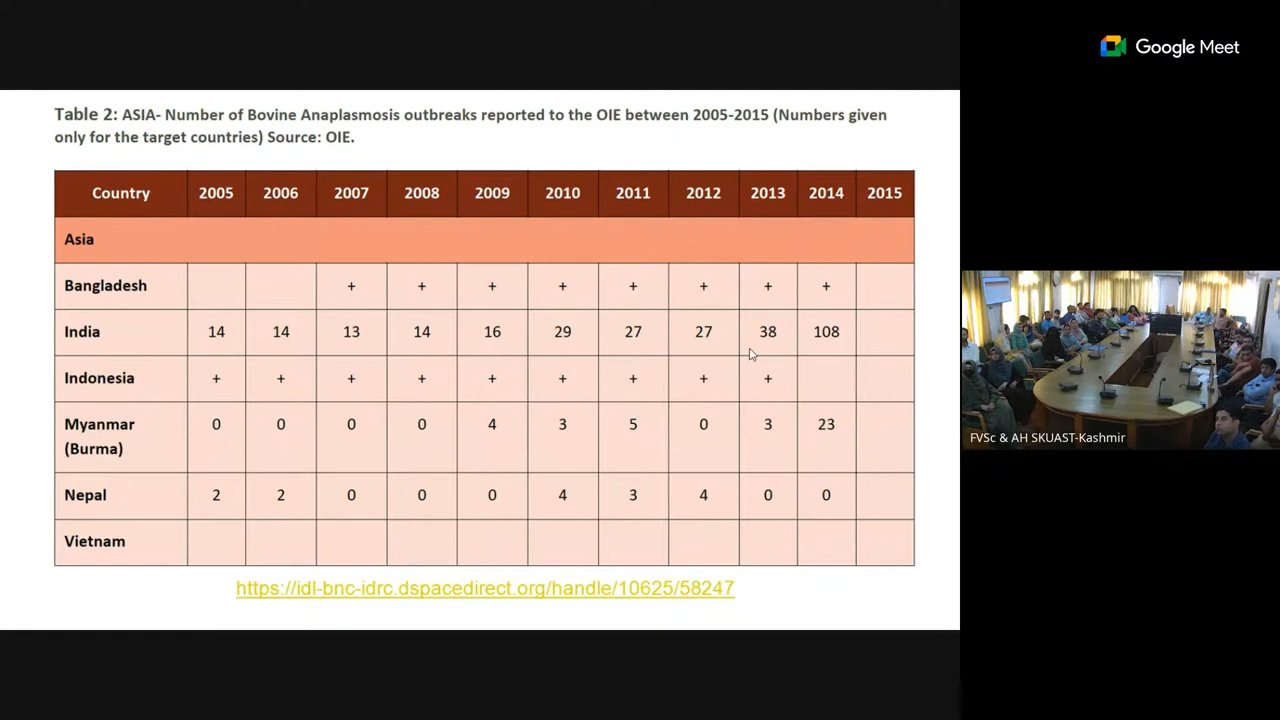 Google Meet
Table 2: ASIA- Number of Bovine Anaplasmosis outbreaks reported to the OIE between 2005-2015 (Numbers given
only for the target countries) Source: OIE.
Country 2005 2006 2007 2008 2009 2010 2011 2012 2013 2014 2015
Asia
Bangladesh + + + + + + + +
India 14 14 13 14 16 29 27 27 38 108
Indonesia + + + + + + + + +
Myanmar 0 0 0 0 4 3 5 0 3 23
(Burma)
Nepal 2 2 0 0 0 4 3 4 0 0
Vietnam
https://idl-bnc-idrc.dspacedirect.org/handle/10625/58247
FVSc & AH SKUAST-Kashmir